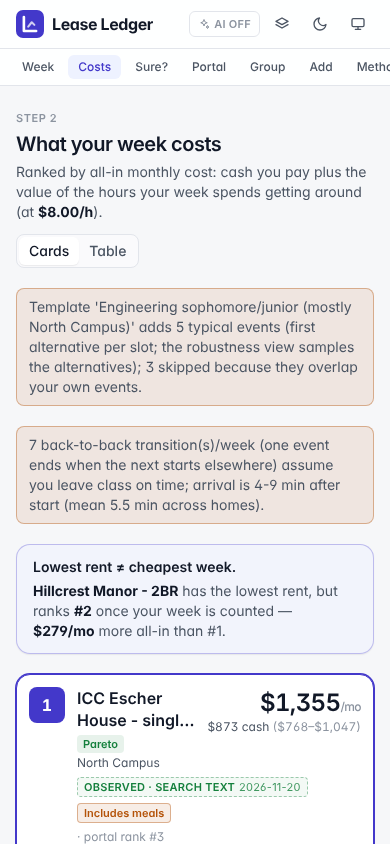 Lease Ledger
AI OFF
Week Costs Sure? Portal Group Add Metho
STEP 2
What your week costs
Ranked by all-in monthly cost: cash you pay plus the
value of the hours your week spends getting around
(at $8.00/h).
Cards Table
Template 'Engineering sophomore/junior (mostly
North Campus)' adds 5 typical events (first
alternative per slot; the robustness view samples
the alternatives); 3 skipped because they overlap
your own events.
7 back-to-back transition(s)/week (one event
ends when the next starts elsewhere) assume
you leave class on time; arrival is 4-9 min after
start (mean 5.5 min across homes).
Lowest rent ≠ cheapest week.
Hillcrest Manor - 2BR has the lowest rent, but
ranks #2 once your week is counted —
$279/mo more all-in than #1.
1
ICC Escher
House - singl...
$1,355/mo
$873 cash ($768–$1,047)
Pareto
North Campus
OBSERVED · SEARCH TEXT 2026-11-20
Includes meals
· portal rank #3